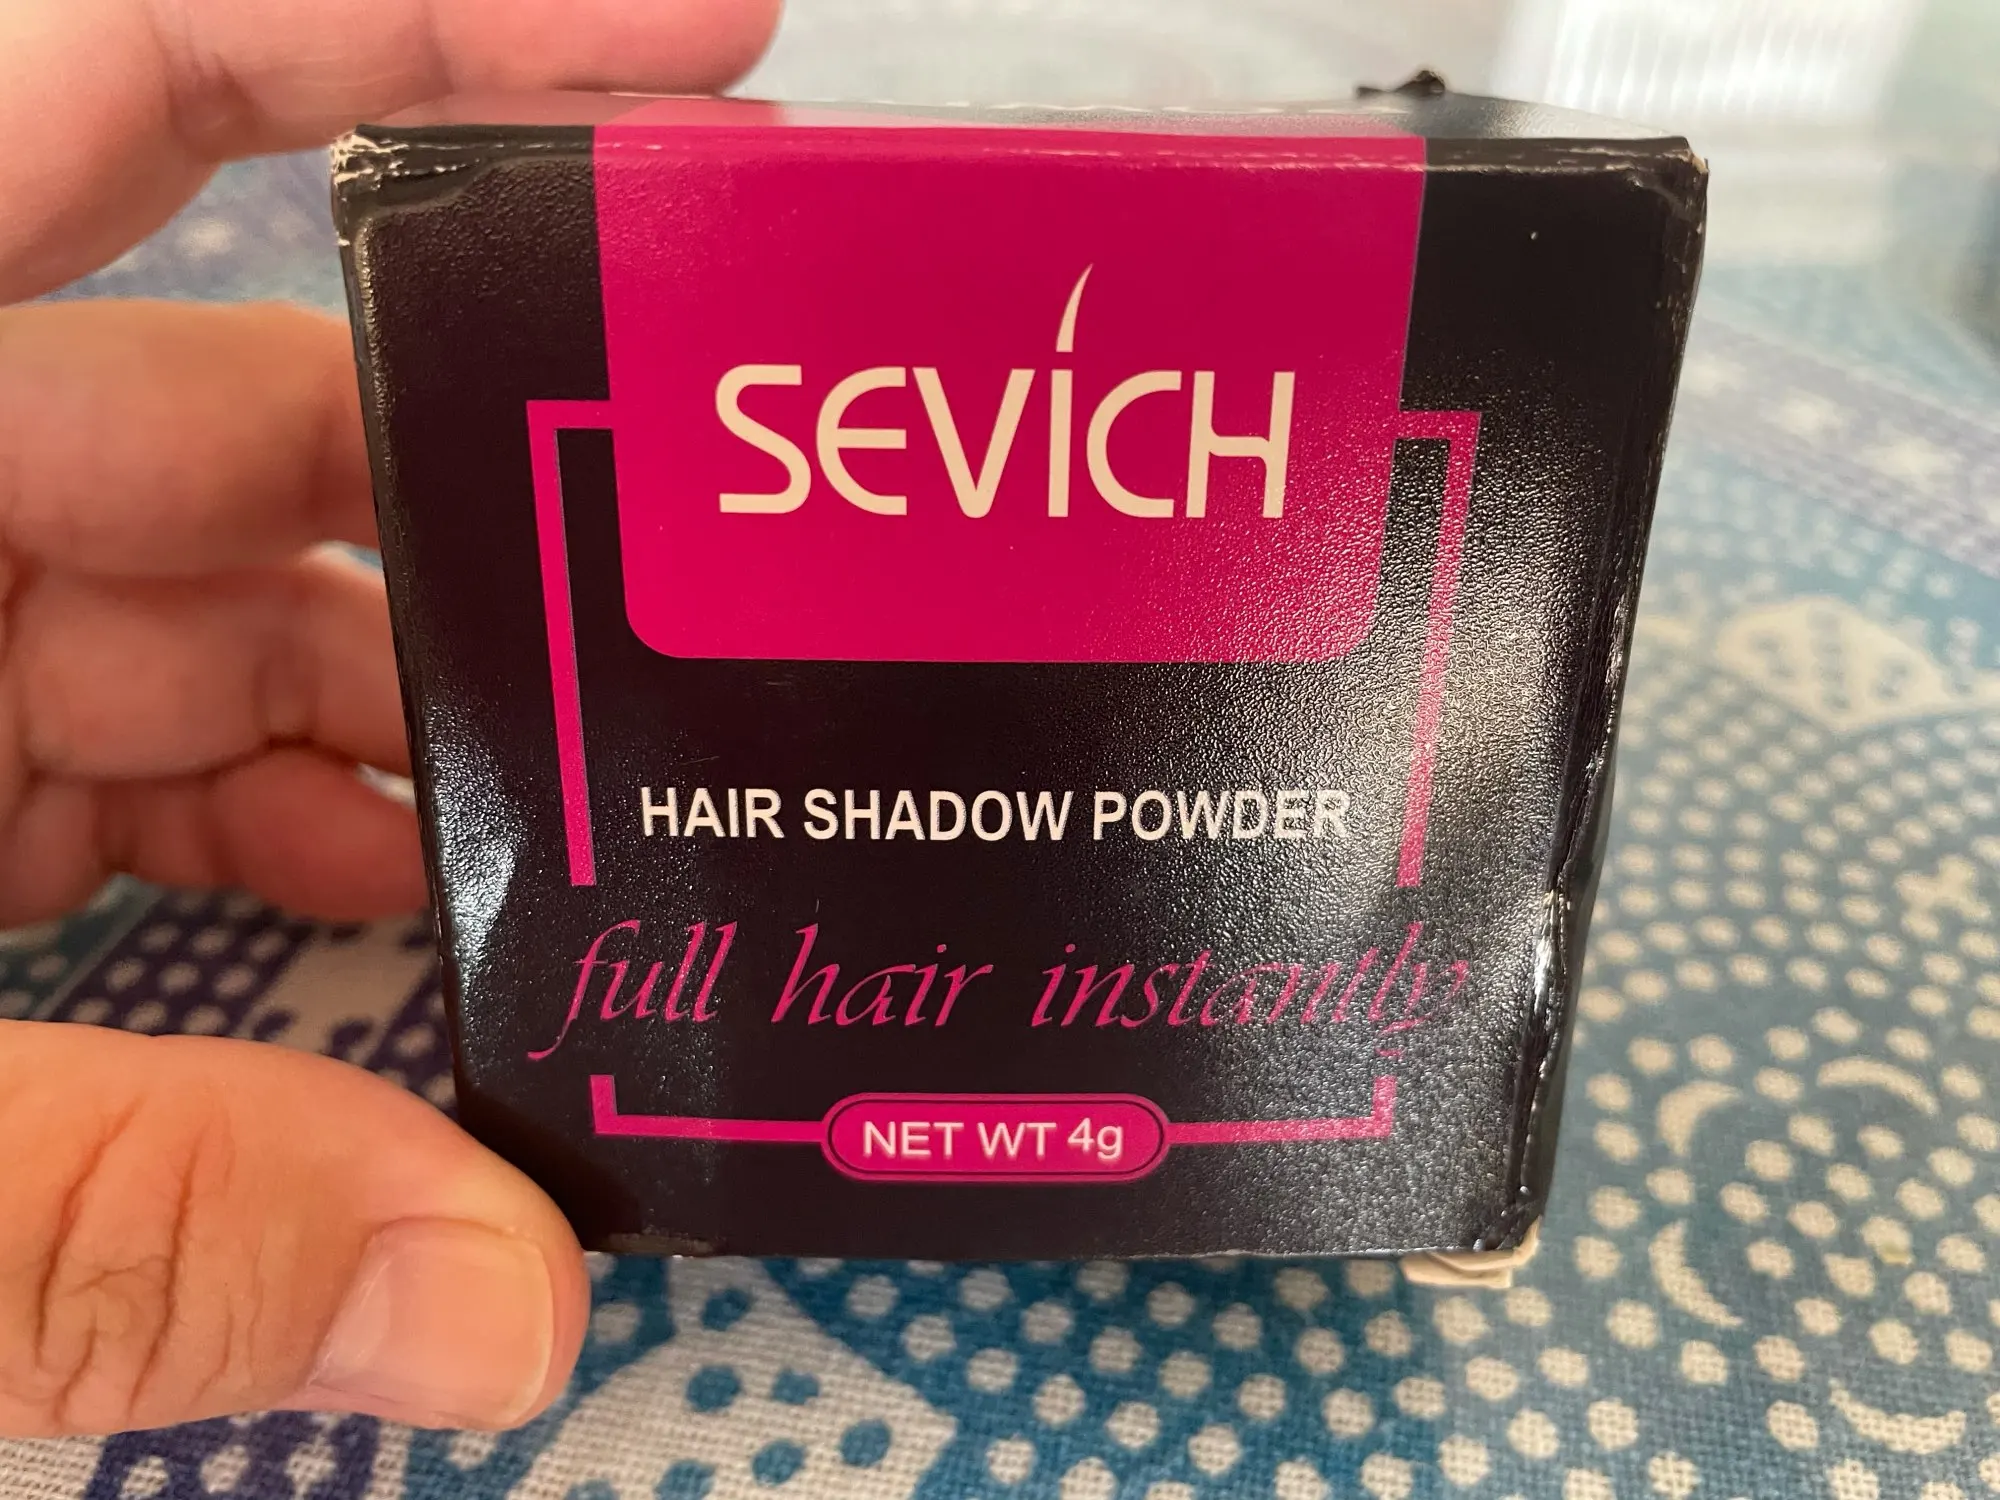 SEVICH
HAIR SHADOW POWDER
full hair instantly
NET WT 4g